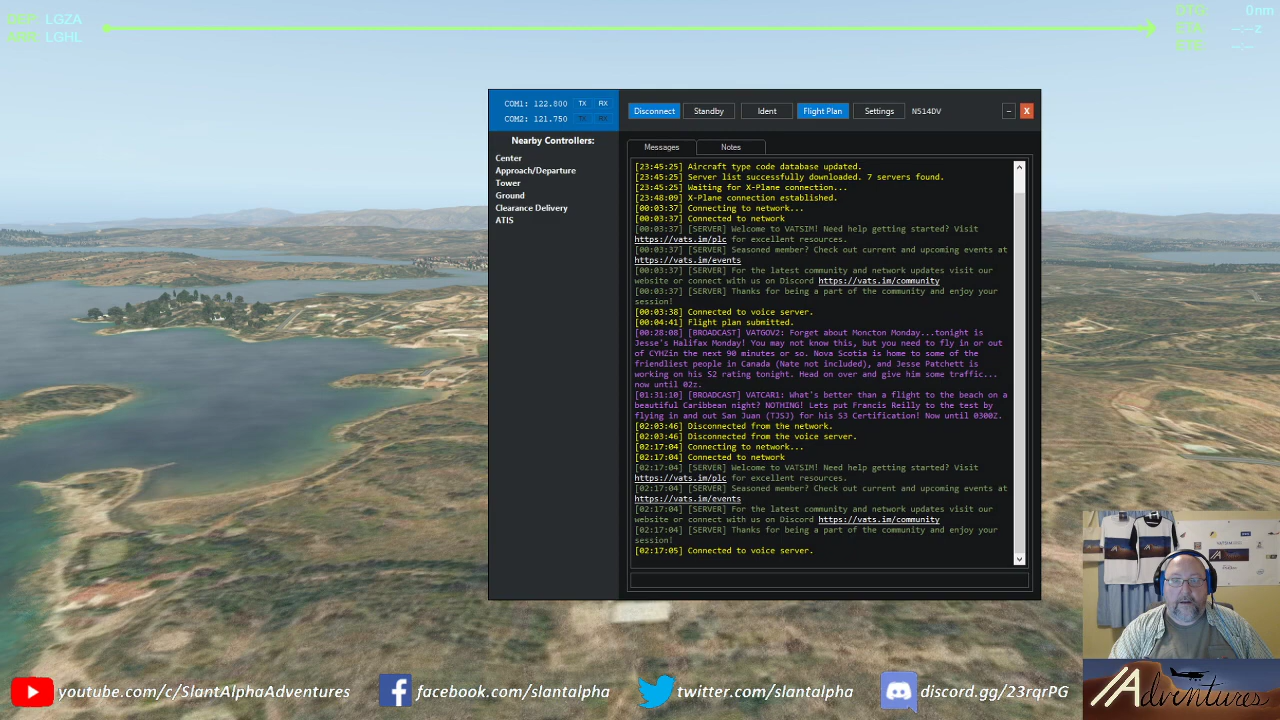 DEP: LGZA
ARR: LGHL
DTG: 0nm
ETA: --:--z
ETE: --:--
COM1: 122.800 TX RX
COM2: 121.750 TX RX
Disconnect Standby Ident Flight Plan Settings N514DV
Nearby Controllers:
Center
Approach/Departure
Tower
Ground
Clearance Delivery
ATIS
Messages Notes
[23:45:25] Aircraft type code database updated.
[23:45:25] Server list successfully downloaded. 7 servers found.
[23:45:25] Waiting for X-Plane connection...
[23:48:09] X-Plane connection established.
[00:03:37] Connecting to network...
[00:03:37] Connected to network
[00:03:37] [SERVER] Welcome to VATSIM! Need help getting started? Visit
https://vats.im/plc for excellent resources.
[00:03:37] [SERVER] Seasoned member? Check out current and upcoming events at
https://vats.im/events
[00:03:37] [SERVER] For the latest community and network updates visit our
website or connect with us on Discord https://vats.im/community
[00:03:37] [SERVER] Thanks for being a part of the community and enjoy your
session!
[00:03:38] Connected to voice server.
[00:04:41] Flight plan submitted.
[00:28:08] [BROADCAST] VATGOV2: Forget about Moncton Monday...tonight is
Jesse's Halifax Monday! You may not know this, but you need to fly in or out
of CYHZin the next 90 minutes or so. Nova Scotia is home to some of the
friendliest people in Canada (Nate not included), and Jesse Patchett is
working on his S2 rating tonight. Head on over and give him some traffic...
now until 02z.
[01:31:10] [BROADCAST] VATCAR1: What's better than a flight to the beach on a
beautiful Caribbean night? NOTHING! Lets put Francis Reilly to the test by
flying in and out San Juan (TJSJ) for his S3 Certification! Now until 0300Z.
[02:03:46] Disconnected from the network.
[02:03:46] Disconnected from the voice server.
[02:17:04] Connecting to network...
[02:17:04] Connected to network
[02:17:04] [SERVER] Welcome to VATSIM! Need help getting started? Visit
https://vats.im/plc for excellent resources.
[02:17:04] [SERVER] Seasoned member? Check out current and upcoming events at
https://vats.im/events
[02:17:04] [SERVER] For the latest community and network updates visit our
website or connect with us on Discord https://vats.im/community
[02:17:04] [SERVER] Thanks for being a part of the community and enjoy your
session!
[02:17:05] Connected to voice server.
youtube.com/c/SlantAlphaAdventures facebook.com/slantalpha twitter.com/slantalpha discord.gg/23rqrPG
Adventures